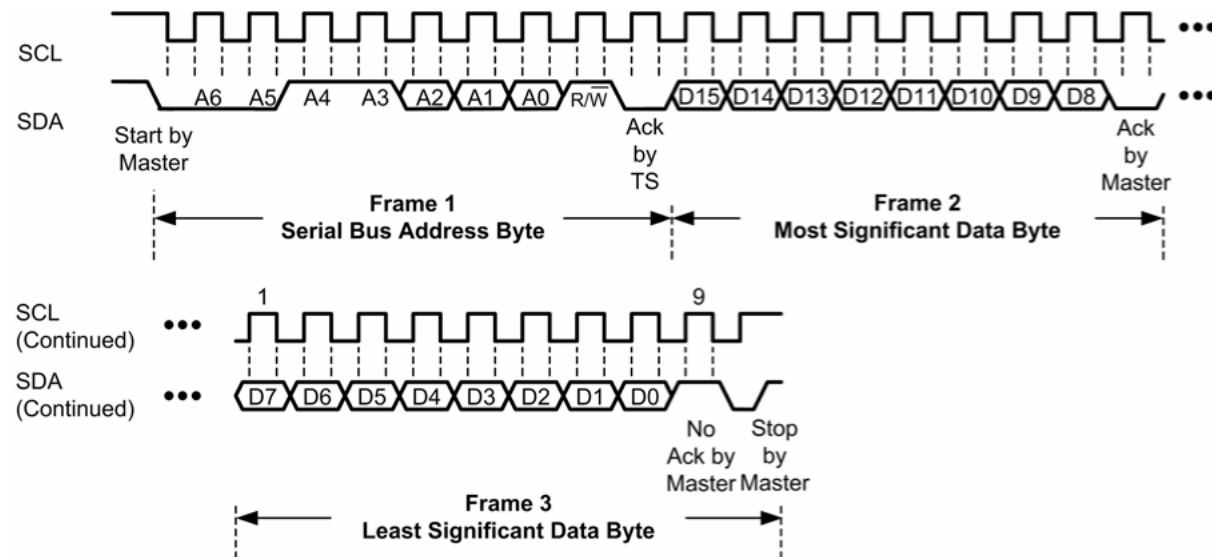 SCL
SDA
A6 A5 A4 A3 A2 A1 A0 R/W̅ D15 D14 D13 D12 D11 D10 D9 D8
Start by
Master
Ack
by
TS
Ack
by
Master
Frame 1
Serial Bus Address Byte
Frame 2
Most Significant Data Byte
1 9
SCL
(Continued)
SDA
(Continued)
D7 D6 D5 D4 D3 D2 D1 D0
No
Ack by
Master
Stop
by
Master
Frame 3
Least Significant Data Byte